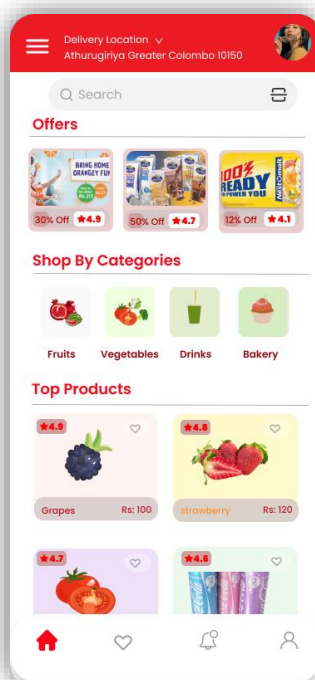 Delivery Location
Athurugiriya Greater Colombo 10150
Search
Offers
BRING HOME
ORANGEY FUN
100%
READY
POWER YOU
Nestomalt
30% Off ★4.9
50% Off ★4.7
12% Off ★4.1
Shop By Categories
Fruits Vegetables Drinks Bakery
Top Products
★4.9
★4.8
Grapes Rs: 100
strawberry Rs: 120
★4.7
★4.6